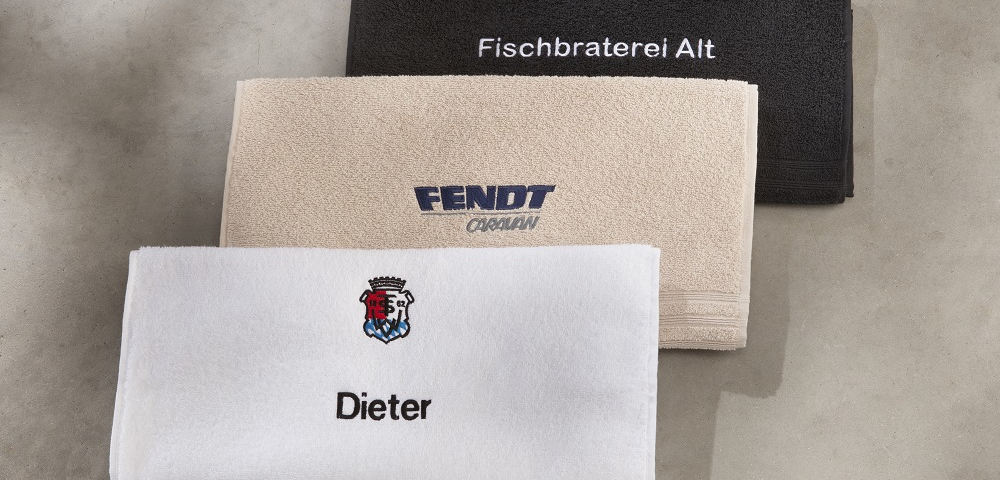 Fischbraterei Alt
FENDT
CARAVAN
Dieter